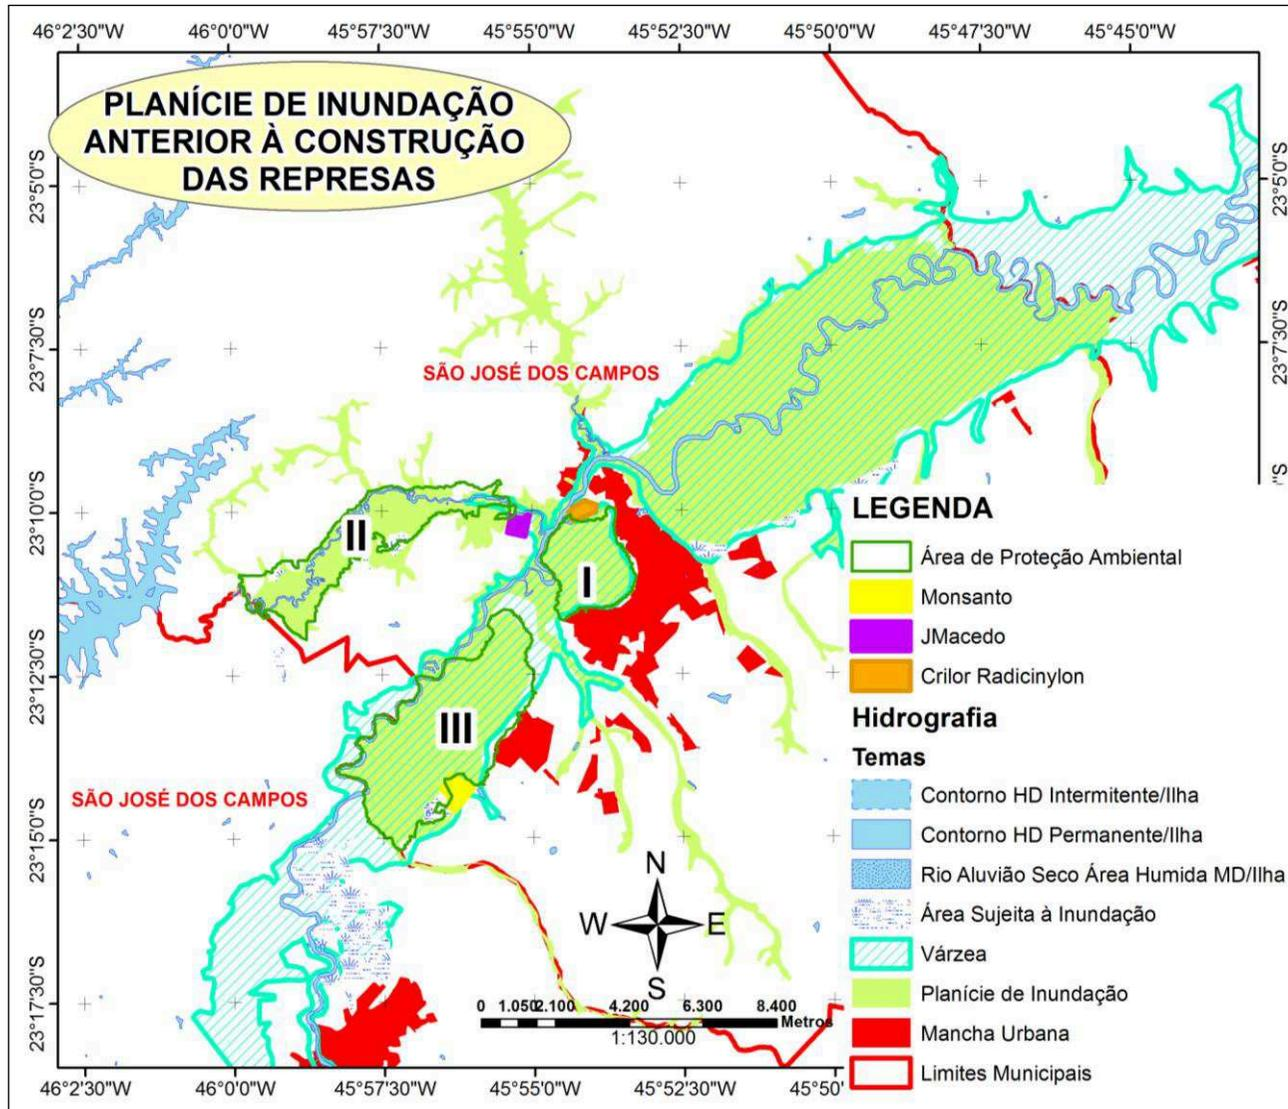 46°2'30"W 46°0'0"W 45°57'30"W 45°55'0"W 45°52'30"W 45°50'0"W 45°47'30"W 45°45'0"W
PLANÍCIE DE INUNDAÇÃO
ANTERIOR À CONSTRUÇÃO
DAS REPRESAS
23°5'0"S
23°5'0"S
23°7'30"S
23°7'30"S
SÃO JOSÉ DOS CAMPOS
23°10'0"S
II
I
III
23°12'30"S
SÃO JOSÉ DOS CAMPOS
23°15'0"S
23°17'30"S
N
W E
S
0 1.050 2.100 4.200 6.300 8.400
Metros
1:130.000
LEGENDA
Área de Proteção Ambiental
Monsanto
JMacedo
Crilor Radicinylon
Hidrografia
Temas
Contorno HD Intermitente/Ilha
Contorno HD Permanente/Ilha
Rio Aluvião Seco Área Humida MD/Ilha
Área Sujeita à Inundação
Várzea
Planície de Inundação
Mancha Urbana
Limites Municipais
46°2'30"W 46°0'0"W 45°57'30"W 45°55'0"W 45°52'30"W 45°50'